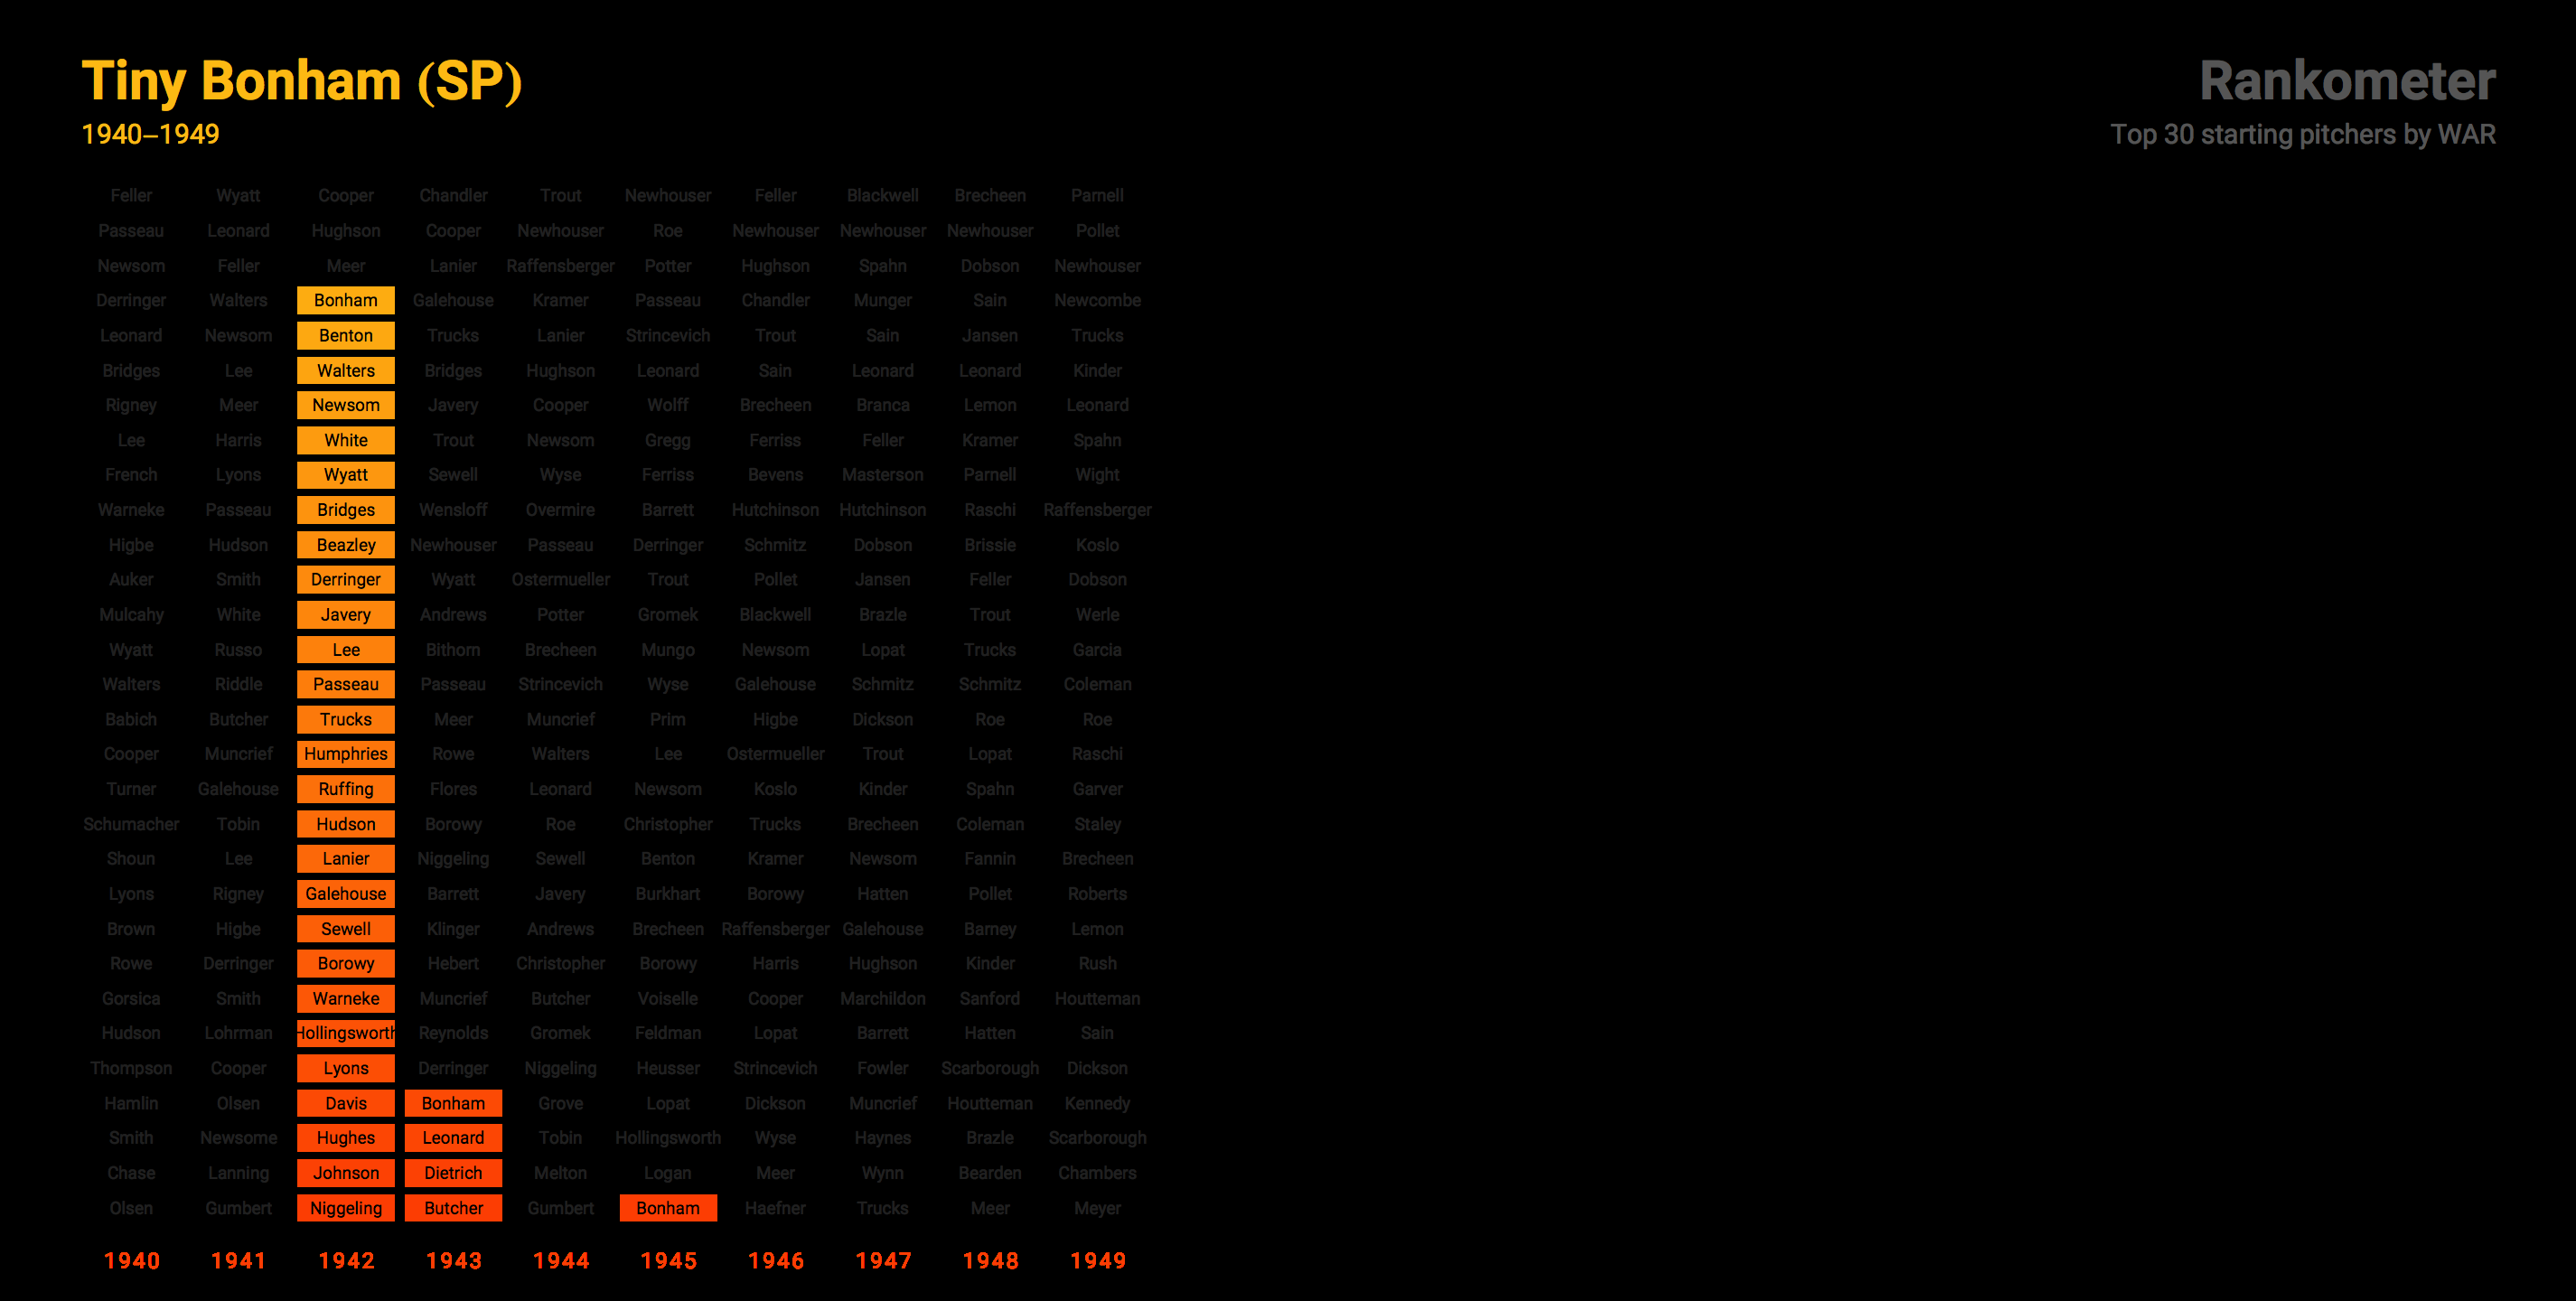 Tiny Bonham (SP)
1940–1949
Rankometer
Top 30 starting pitchers by WAR
Feller Wyatt Cooper Chandler Trout Newhouser Feller Blackwell Brecheen Parnell
Passeau Leonard Hughson Cooper Newhouser Roe Newhouser Newhouser Newhouser Pollet
Newsom Feller Meer Lanier Raffensberger Potter Hughson Spahn Dobson Newhouser
Derringer Walters Bonham Galehouse Kramer Passeau Chandler Munger Sain Newcombe
Leonard Newsom Benton Trucks Lanier Strincevich Trout Sain Jansen Trucks
Bridges Lee Walters Bridges Hughson Leonard Sain Leonard Leonard Kinder
Rigney Meer Newsom Javery Cooper Wolff Brecheen Branca Lemon Leonard
Lee Harris White Trout Newsom Gregg Ferriss Feller Kramer Spahn
French Lyons Wyatt Sewell Wyse Ferriss Bevens Masterson Parnell Wight
Warneke Passeau Bridges Wensloff Overmire Barrett Hutchinson Hutchinson Raschi Raffensberger
Higbe Hudson Beazley Newhouser Passeau Derringer Schmitz Dobson Brissie Koslo
Auker Smith Derringer Wyatt Ostermueller Trout Pollet Jansen Feller Dobson
Mulcahy White Javery Andrews Potter Gromek Blackwell Brazle Trout Werle
Wyatt Russo Lee Bithorn Brecheen Mungo Newsom Lopat Trucks Garcia
Walters Riddle Passeau Passeau Strincevich Wyse Galehouse Schmitz Schmitz Coleman
Babich Butcher Trucks Meer Muncrief Prim Higbe Dickson Roe Roe
Cooper Muncrief Humphries Rowe Walters Lee Ostermueller Trout Lopat Raschi
Turner Galehouse Ruffing Flores Leonard Newsom Koslo Kinder Spahn Garver
Schumacher Tobin Hudson Borowy Roe Christopher Trucks Brecheen Coleman Staley
Shoun Lee Lanier Niggeling Sewell Benton Kramer Newsom Fannin Brecheen
Lyons Rigney Galehouse Barrett Javery Burkhart Borowy Hatten Pollet Roberts
Brown Higbe Sewell Klinger Andrews Brecheen Raffensberger Galehouse Barney Lemon
Rowe Derringer Borowy Hebert Christopher Borowy Harris Hughson Kinder Rush
Gorsica Smith Warneke Muncrief Butcher Voiselle Cooper Marchildon Sanford Houtteman
Hudson Lohrman Hollingsworth Reynolds Gromek Feldman Lopat Barrett Hatten Sain
Thompson Cooper Lyons Derringer Niggeling Heusser Strincevich Fowler Scarborough Dickson
Hamlin Olsen Davis Bonham Grove Lopat Dickson Muncrief Houtteman Kennedy
Smith Newsome Hughes Leonard Tobin Hollingsworth Wyse Haynes Brazle Scarborough
Chase Lanning Johnson Dietrich Melton Logan Meer Wynn Bearden Chambers
Olsen Gumbert Niggeling Butcher Gumbert Bonham Haefner Trucks Meer Meyer
1940 1941 1942 1943 1944 1945 1946 1947 1948 1949